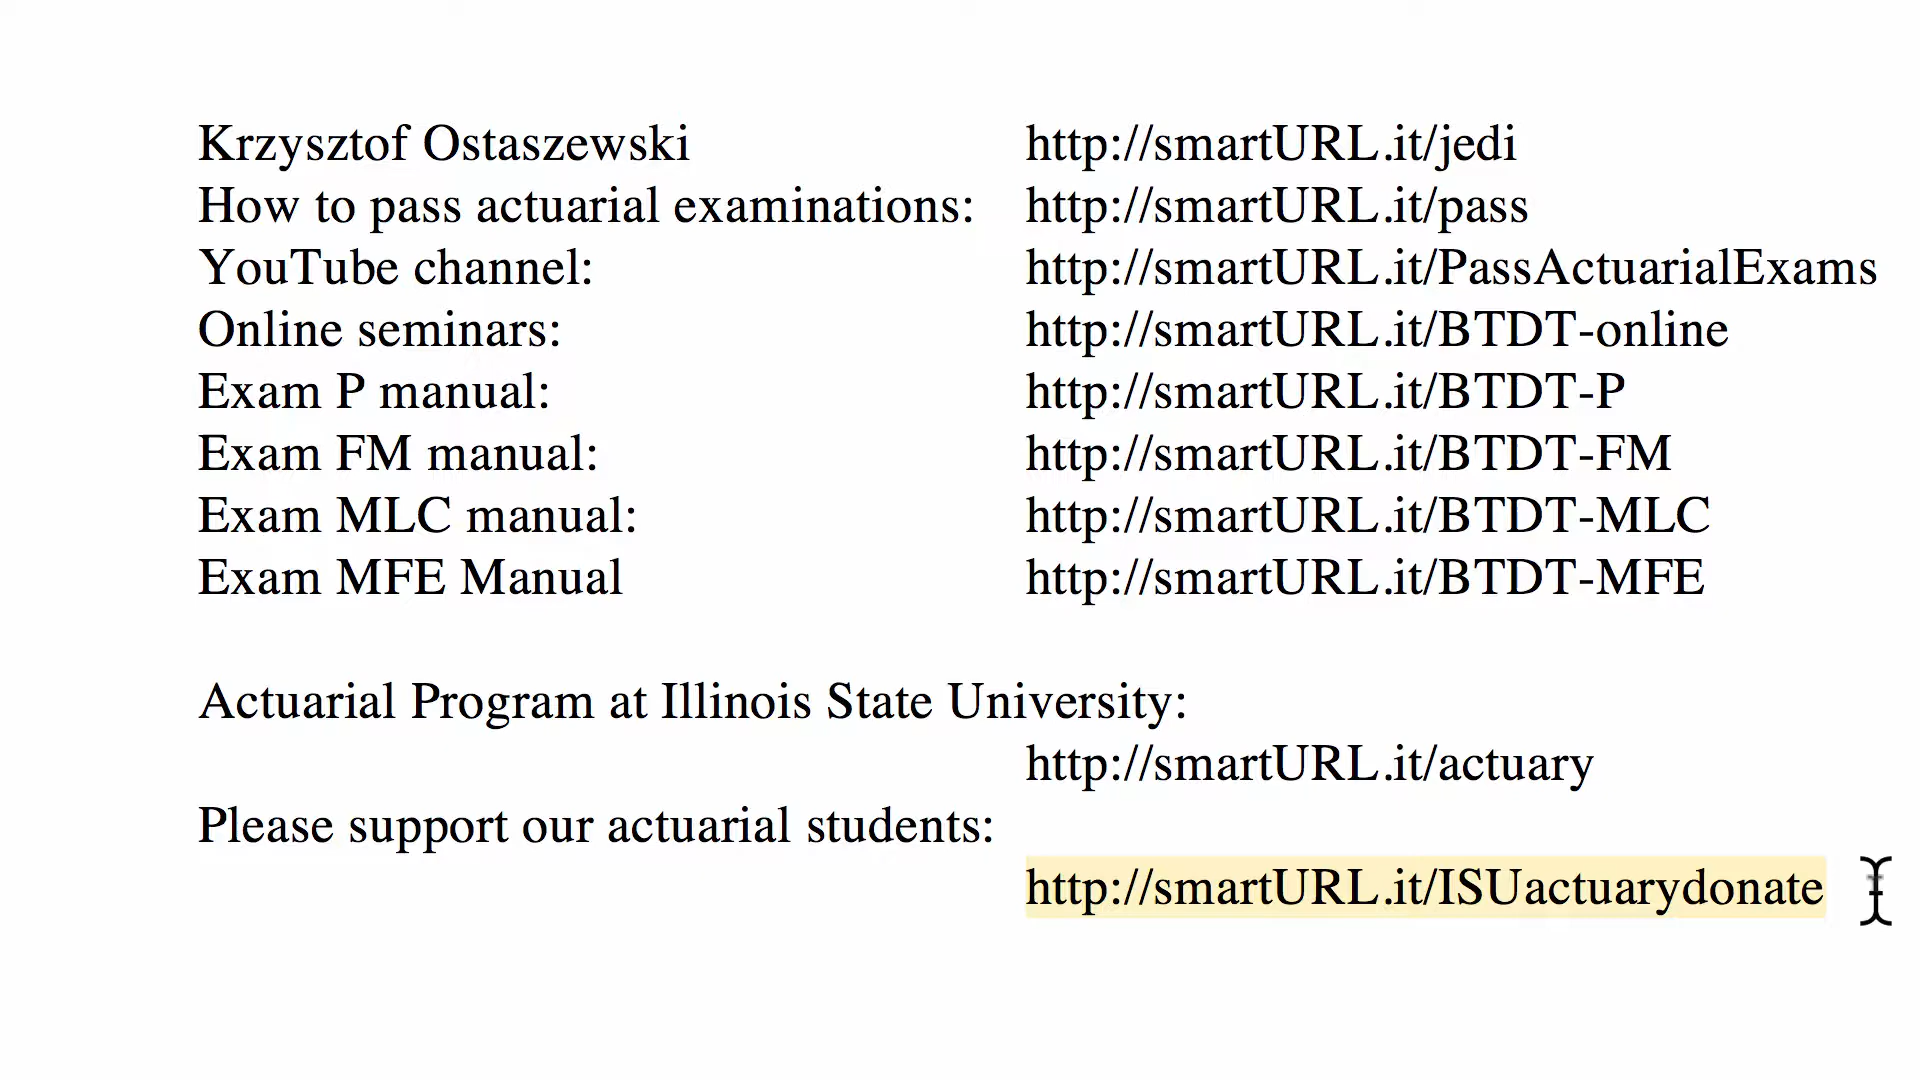 Krzysztof Ostaszewski http://smartURL.it/jedi
How to pass actuarial examinations: http://smartURL.it/pass
YouTube channel: http://smartURL.it/PassActuarialExams
Online seminars: http://smartURL.it/BTDT-online
Exam P manual: http://smartURL.it/BTDT-P
Exam FM manual: http://smartURL.it/BTDT-FM
Exam MLC manual: http://smartURL.it/BTDT-MLC
Exam MFE Manual http://smartURL.it/BTDT-MFE
Actuarial Program at Illinois State University:
http://smartURL.it/actuary
Please support our actuarial students:
http://smartURL.it/ISUactuarydonate